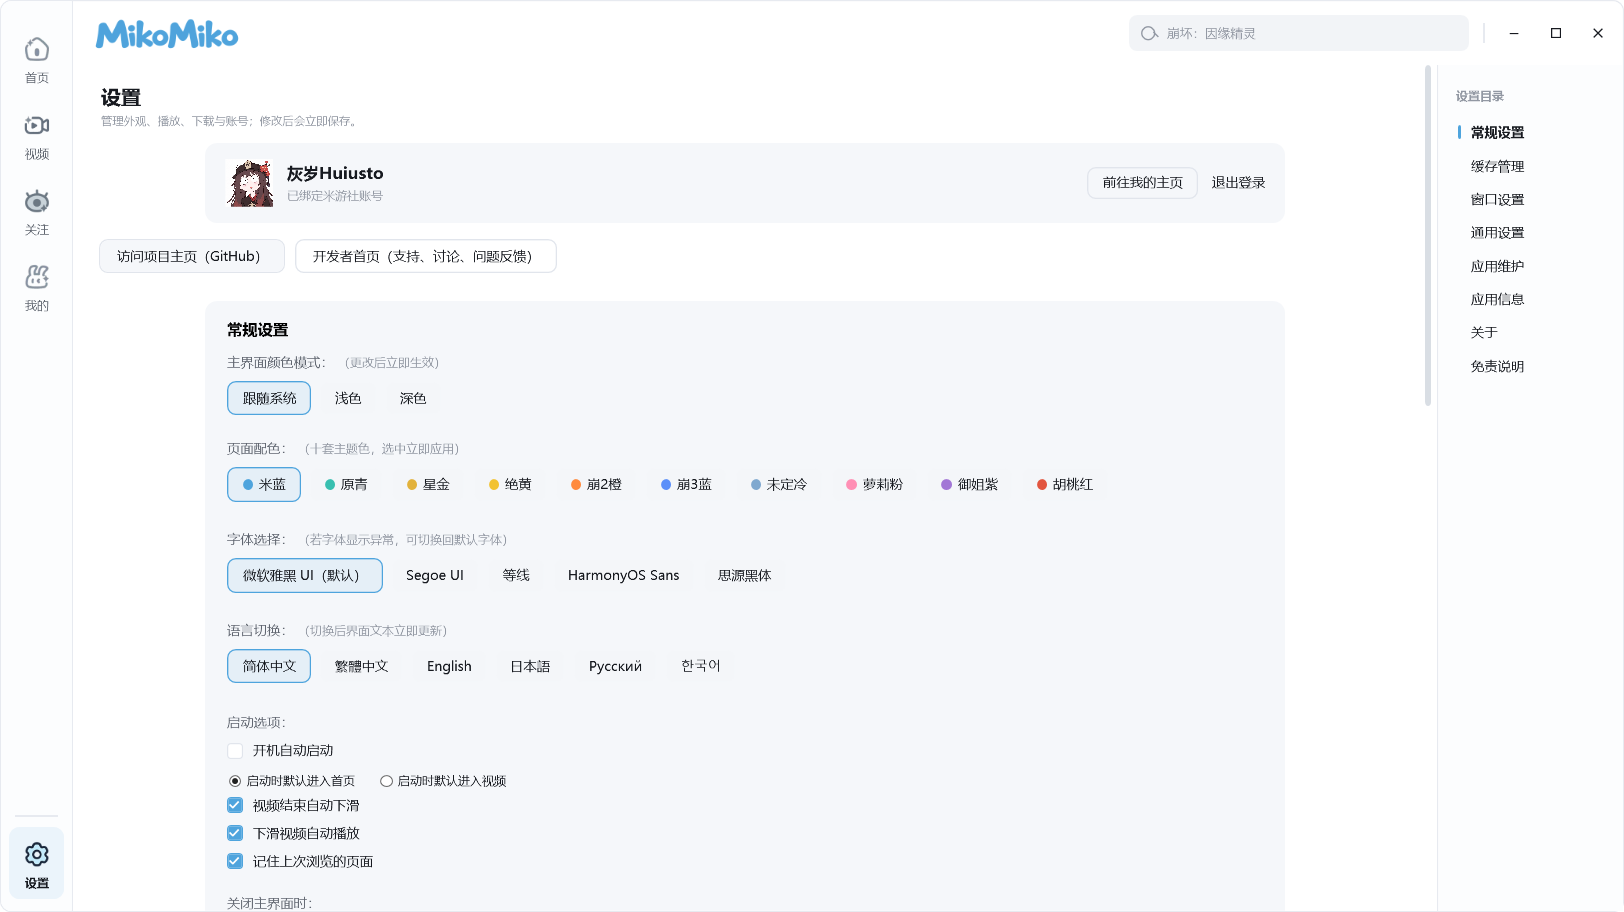 MikoMiko
崩坏：因缘精灵
首页
视频
关注
我的
设置
设置
管理外观、播放、下载与账号；修改后会立即保存。
灰岁Huiusto
已绑定米游社账号
前往我的主页
退出登录
访问项目主页（GitHub）
开发者首页（支持、讨论、问题反馈）
常规设置
主界面颜色模式： （更改后立即生效）
跟随系统 浅色 深色
页面配色： （十套主题色，选中立即应用）
米蓝 原青 星金 绝黄 崩2橙 崩3蓝 未定冷 萝莉粉 御姐紫 胡桃红
字体选择： （若字体显示异常，可切换回默认字体）
微软雅黑 UI（默认） Segoe UI 等线 HarmonyOS Sans 思源黑体
语言切换： （切换后界面文本立即更新）
简体中文 繁體中文 English 日本語 Русский 한국어
启动选项：
开机自动启动
启动时默认进入首页 启动时默认进入视频
视频结束自动下滑
下滑视频自动播放
记住上次浏览的页面
关闭主界面时：
设置目录
常规设置
缓存管理
窗口设置
通用设置
应用维护
应用信息
关于
免责说明